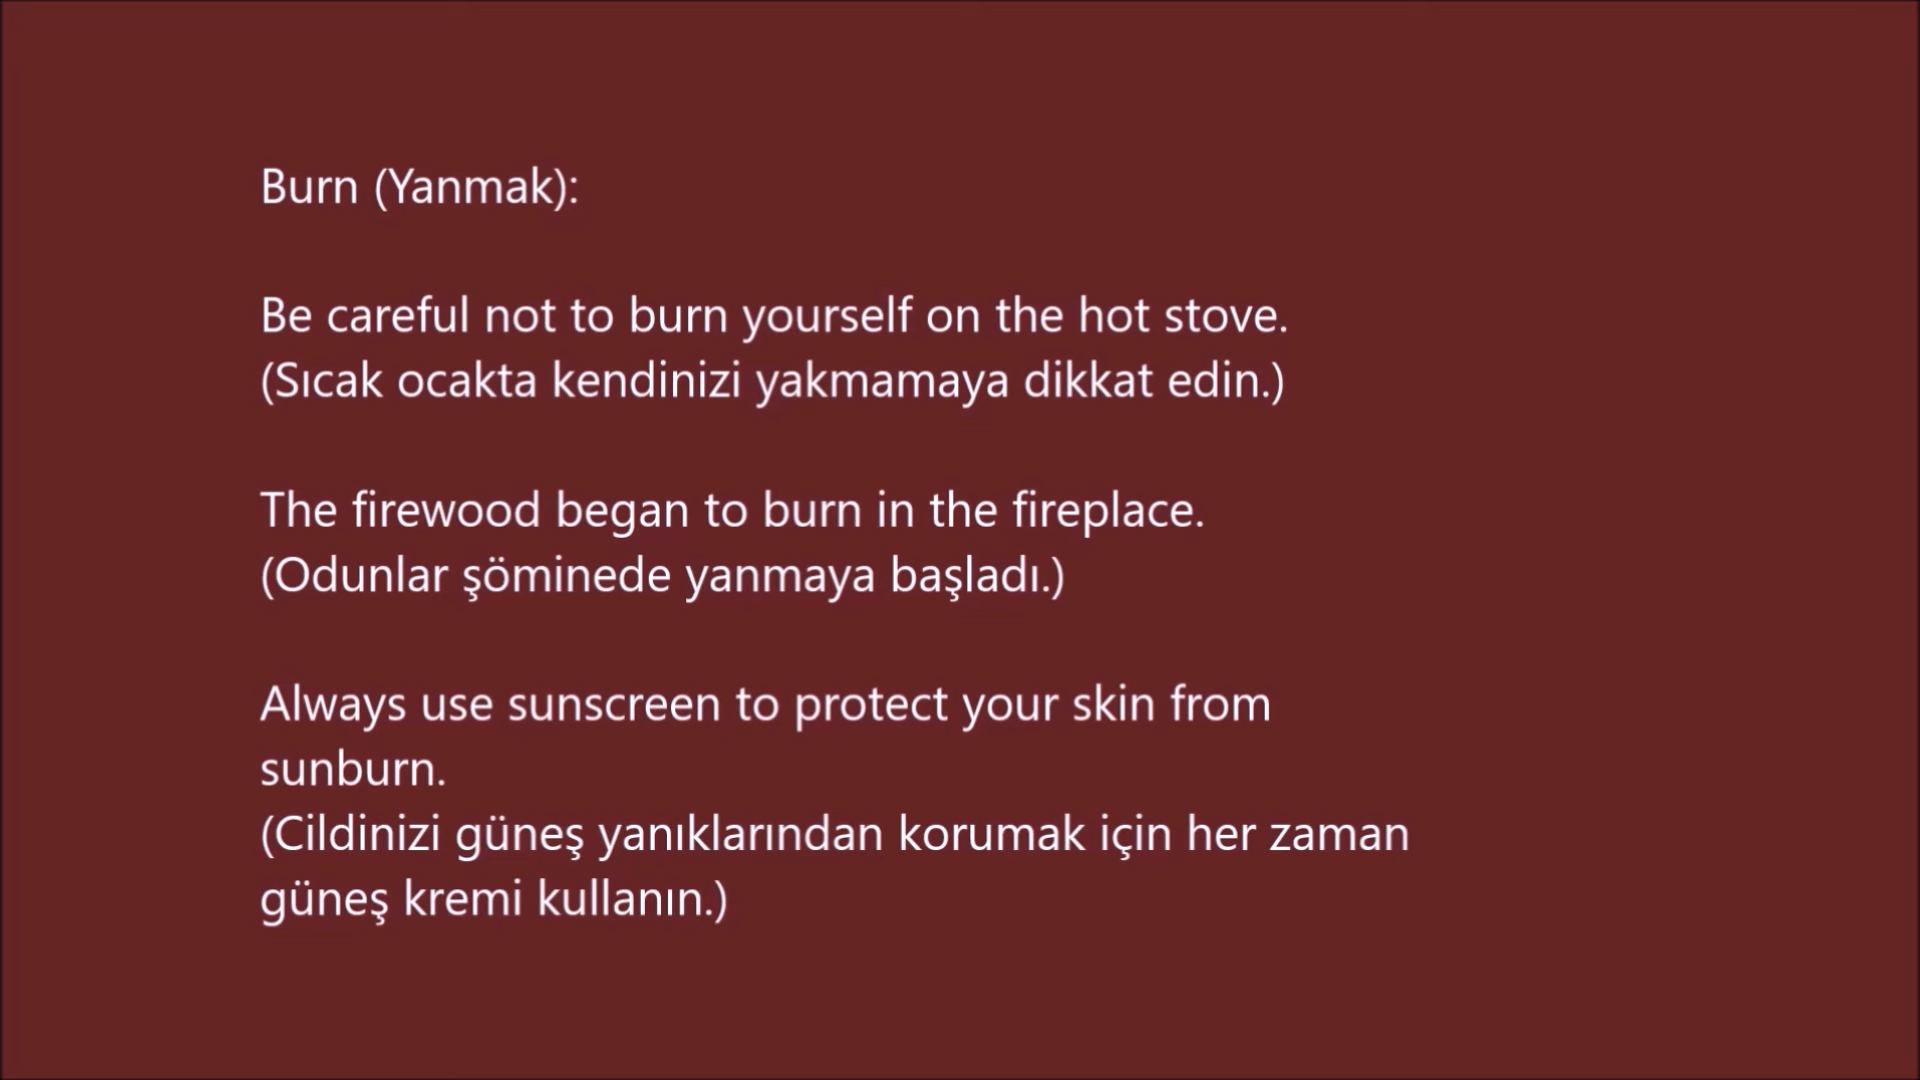 Burn (Yanmak):
Be careful not to burn yourself on the hot stove.
(Sıcak ocakta kendinizi yakmamaya dikkat edin.)
The firewood began to burn in the fireplace.
(Odunlar şöminede yanmaya başladı.)
Always use sunscreen to protect your skin from
sunburn.
(Cildinizi güneş yanıklarından korumak için her zaman
güneş kremi kullanın.)